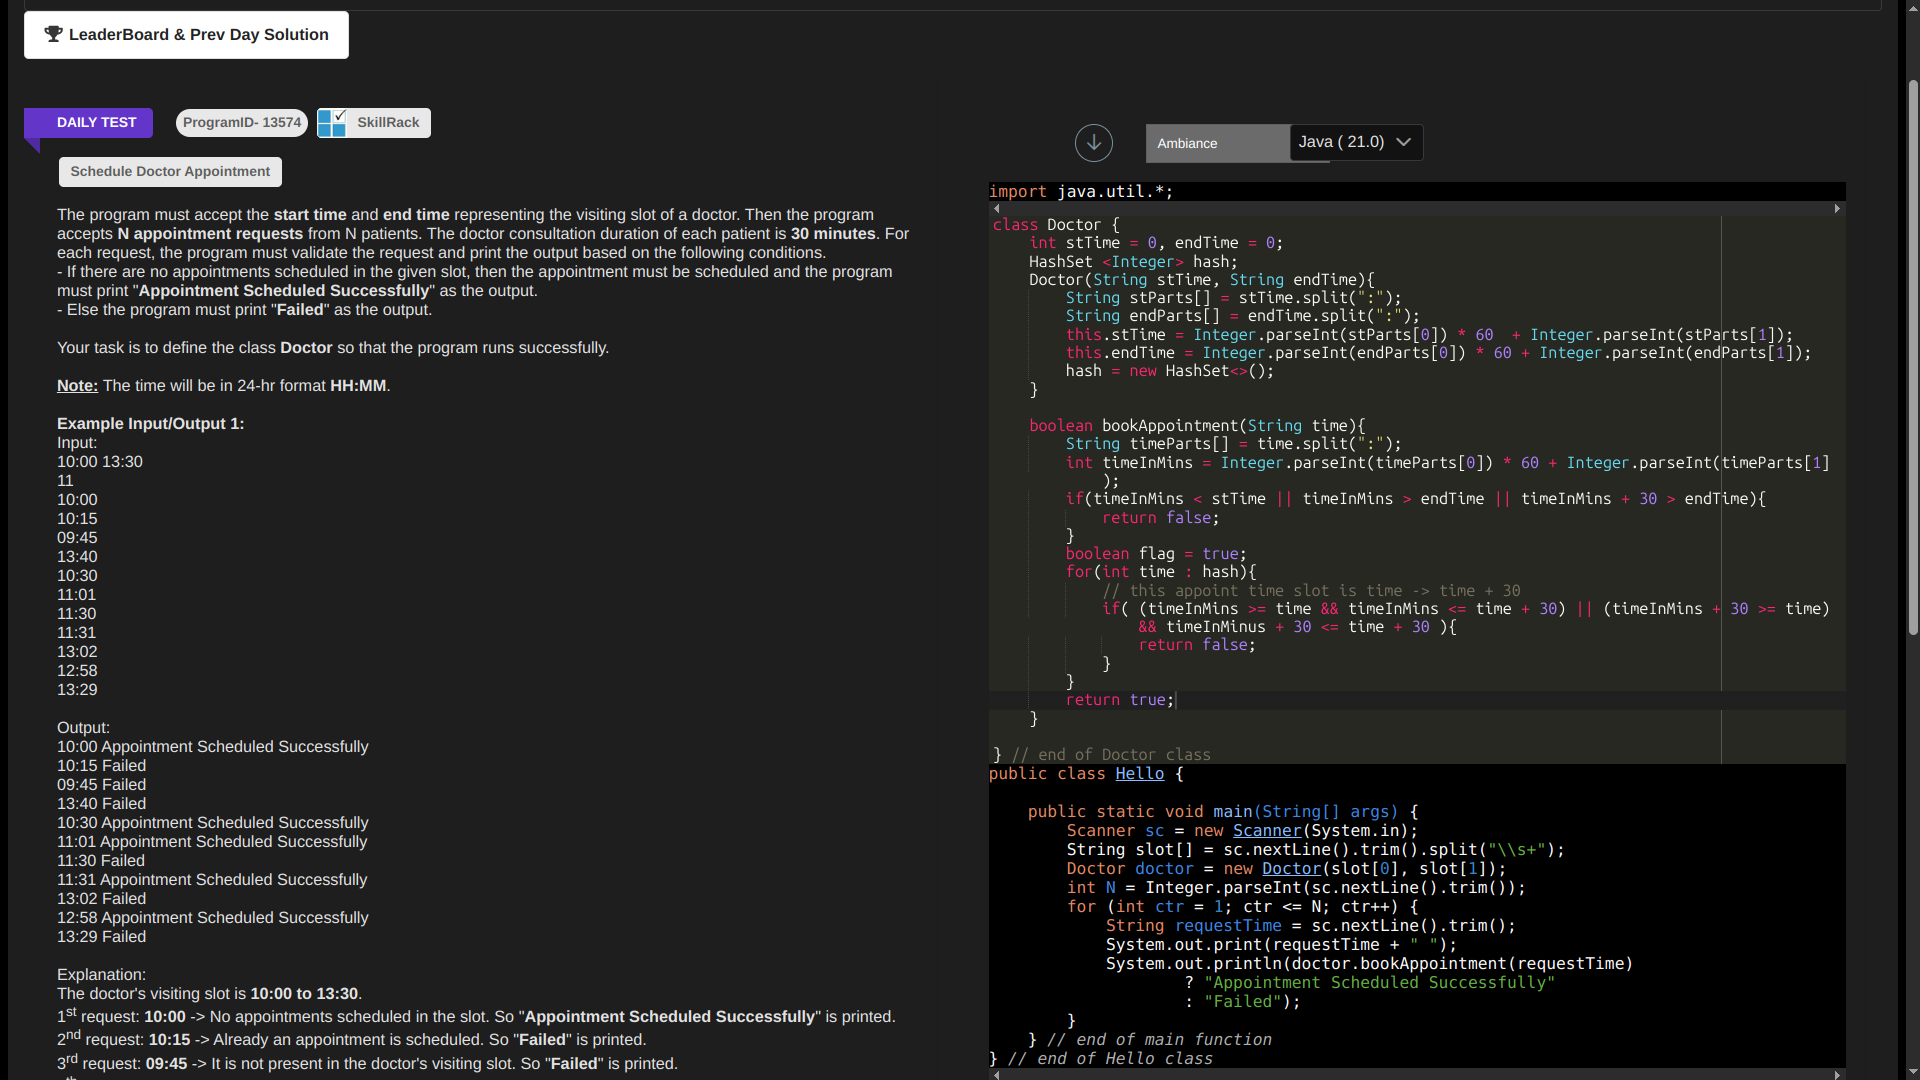 LeaderBoard & Prev Day Solution
DAILY TEST
ProgramID- 13574
SkillRack
Schedule Doctor Appointment
The program must accept the start time and end time representing the visiting slot of a doctor. Then the program
accepts N appointment requests from N patients. The doctor consultation duration of each patient is 30 minutes. For
each request, the program must validate the request and print the output based on the following conditions.
- If there are no appointments scheduled in the given slot, then the appointment must be scheduled and the program
must print "Appointment Scheduled Successfully" as the output.
- Else the program must print "Failed" as the output.
Your task is to define the class Doctor so that the program runs successfully.
Note: The time will be in 24-hr format HH:MM.
Example Input/Output 1:
Input:
10:00 13:30
11
10:00
10:15
09:45
13:40
10:30
11:01
11:30
11:31
13:02
12:58
13:29
Output:
10:00 Appointment Scheduled Successfully
10:15 Failed
09:45 Failed
13:40 Failed
10:30 Appointment Scheduled Successfully
11:01 Appointment Scheduled Successfully
11:30 Failed
11:31 Appointment Scheduled Successfully
13:02 Failed
12:58 Appointment Scheduled Successfully
13:29 Failed
Explanation:
The doctor's visiting slot is 10:00 to 13:30.
1st request: 10:00 -> No appointments scheduled in the slot. So "Appointment Scheduled Successfully" is printed.
2nd request: 10:15 -> Already an appointment is scheduled. So "Failed" is printed.
3rd request: 09:45 -> It is not present in the doctor's visiting slot. So "Failed" is printed.
Ambiance
Java ( 21.0)
import java.util.*;
class Doctor {
    int stTime = 0, endTime = 0;
    HashSet <Integer> hash;
    Doctor(String stTime, String endTime){
        String stParts[] = stTime.split(":");
        String endParts[] = endTime.split(":");
        this.stTime = Integer.parseInt(stParts[0]) * 60  + Integer.parseInt(stParts[1]);
        this.endTime = Integer.parseInt(endParts[0]) * 60 + Integer.parseInt(endParts[1]);
        hash = new HashSet<>();
    }
    boolean bookAppointment(String time){
        String timeParts[] = time.split(":");
        int timeInMins = Integer.parseInt(timeParts[0]) * 60 + Integer.parseInt(timeParts[1]
            );
        if(timeInMins < stTime || timeInMins > endTime || timeInMins + 30 > endTime){
            return false;
        }
        boolean flag = true;
        for(int time : hash){
            // this appoint time slot is time -> time + 30
            if( (timeInMins >= time && timeInMins <= time + 30) || (timeInMins + 30 >= time)
                && timeInMinus + 30 <= time + 30 ){
                return false;
            }
        }
        return true;
    }
} // end of Doctor class
public class Hello {
    public static void main(String[] args) {
        Scanner sc = new Scanner(System.in);
        String slot[] = sc.nextLine().trim().split("\\s+");
        Doctor doctor = new Doctor(slot[0], slot[1]);
        int N = Integer.parseInt(sc.nextLine().trim());
        for (int ctr = 1; ctr <= N; ctr++) {
            String requestTime = sc.nextLine().trim();
            System.out.print(requestTime + " ");
            System.out.println(doctor.bookAppointment(requestTime)
                    ? "Appointment Scheduled Successfully"
                    : "Failed");
        }
    } // end of main function
} // end of Hello class